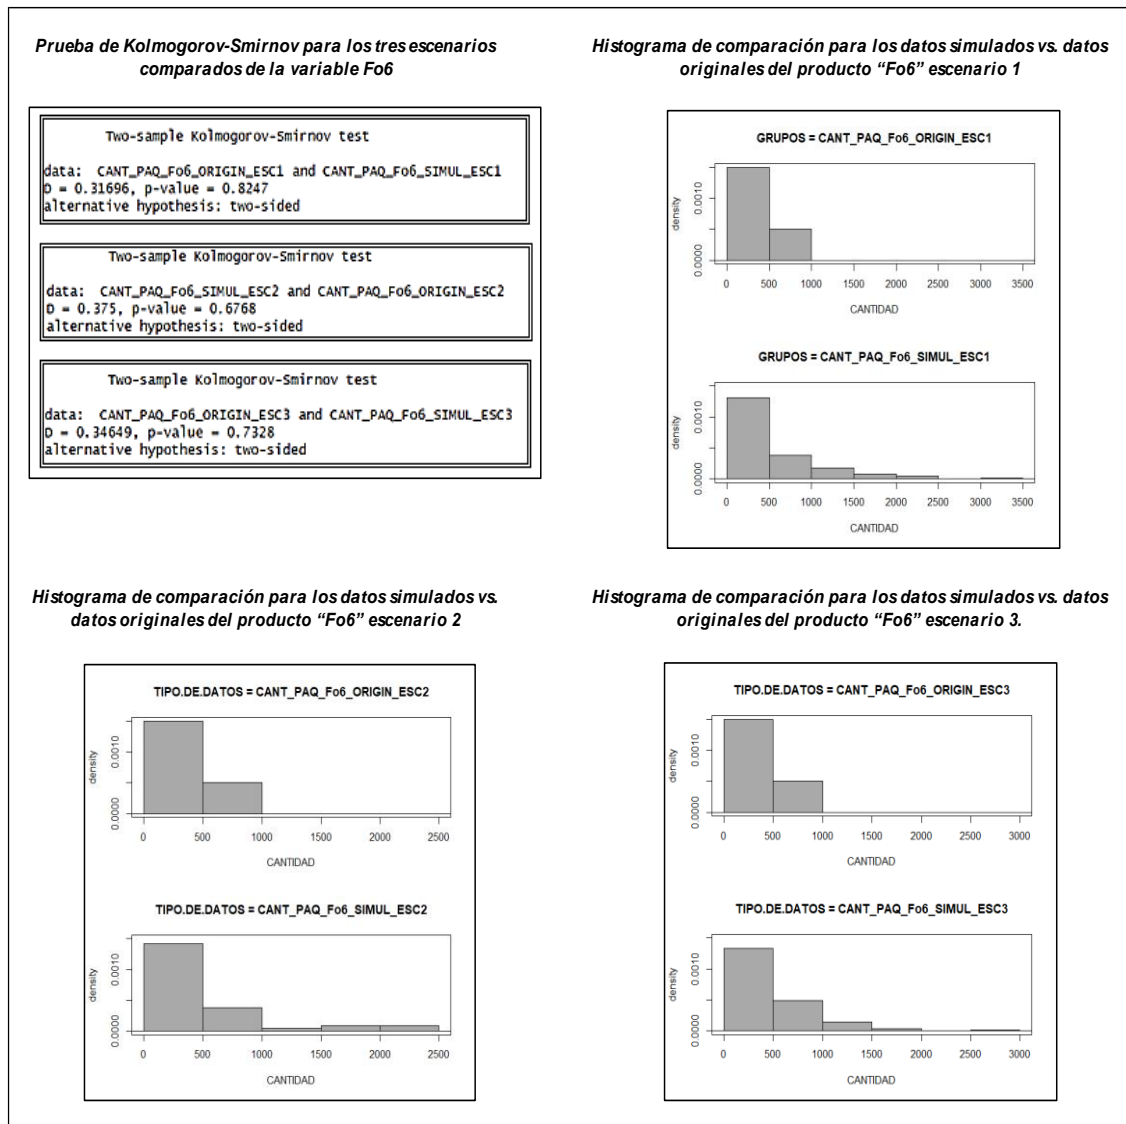 Prueba de Kolmogorov-Smirnov para los tres escenarios
comparados de la variable Fo6
Two-sample Kolmogorov-Smirnov test
data: CANT_PAQ_Fo6_ORIGIN_ESC1 and CANT_PAQ_Fo6_SIMUL_ESC1
D = 0.31696, p-value = 0.8247
alternative hypothesis: two-sided
Two-sample Kolmogorov-Smirnov test
data: CANT_PAQ_Fo6_SIMUL_ESC2 and CANT_PAQ_Fo6_ORIGIN_ESC2
D = 0.375, p-value = 0.6768
alternative hypothesis: two-sided
Two-sample Kolmogorov-Smirnov test
data: CANT_PAQ_Fo6_ORIGIN_ESC3 and CANT_PAQ_Fo6_SIMUL_ESC3
D = 0.34649, p-value = 0.7328
alternative hypothesis: two-sided
Histograma de comparación para los datos simulados vs. datos
originales del producto “Fo6” escenario 1
GRUPOS = CANT_PAQ_Fo6_ORIGIN_ESC1
density
0.0010
0.0000
0 500 1000 1500 2000 2500 3000 3500
CANTIDAD
GRUPOS = CANT_PAQ_Fo6_SIMUL_ESC1
density
0.0010
0.0000
0 500 1000 1500 2000 2500 3000 3500
CANTIDAD
Histograma de comparación para los datos simulados vs.
datos originales del producto “Fo6” escenario 2
TIPO.DE.DATOS = CANT_PAQ_Fo6_ORIGIN_ESC2
density
0.0010
0.0000
0 500 1000 1500 2000 2500
CANTIDAD
TIPO.DE.DATOS = CANT_PAQ_Fo6_SIMUL_ESC2
density
0.0010
0.0000
0 500 1000 1500 2000 2500
CANTIDAD
Histograma de comparación para los datos simulados vs. datos
originales del producto “Fo6” escenario 3.
TIPO.DE.DATOS = CANT_PAQ_Fo6_ORIGIN_ESC3
density
0.0010
0.0000
0 500 1000 1500 2000 2500 3000
CANTIDAD
TIPO.DE.DATOS = CANT_PAQ_Fo6_SIMUL_ESC3
density
0.0010
0.0000
0 500 1000 1500 2000 2500 3000
CANTIDAD